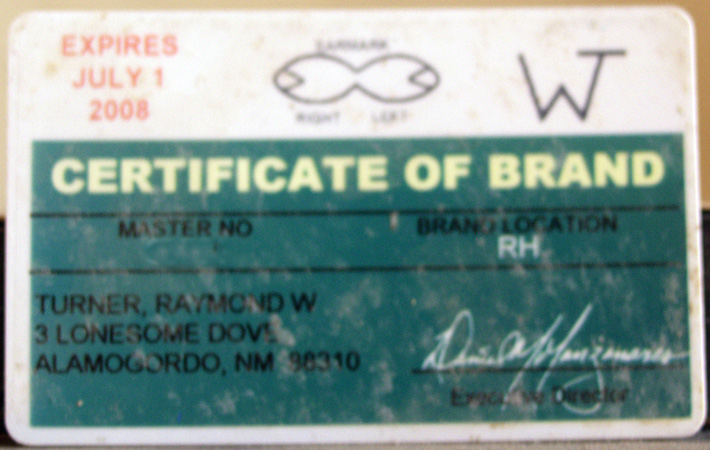 EXPIRES
JULY 1
2008
EARMARK
RIGHT LEFT
WT
CERTIFICATE OF BRAND
MASTER NO
BRAND LOCATION
RH
TURNER, RAYMOND W
3 LONESOME DOVE
ALAMOGORDO, NM 88310
Executive Director